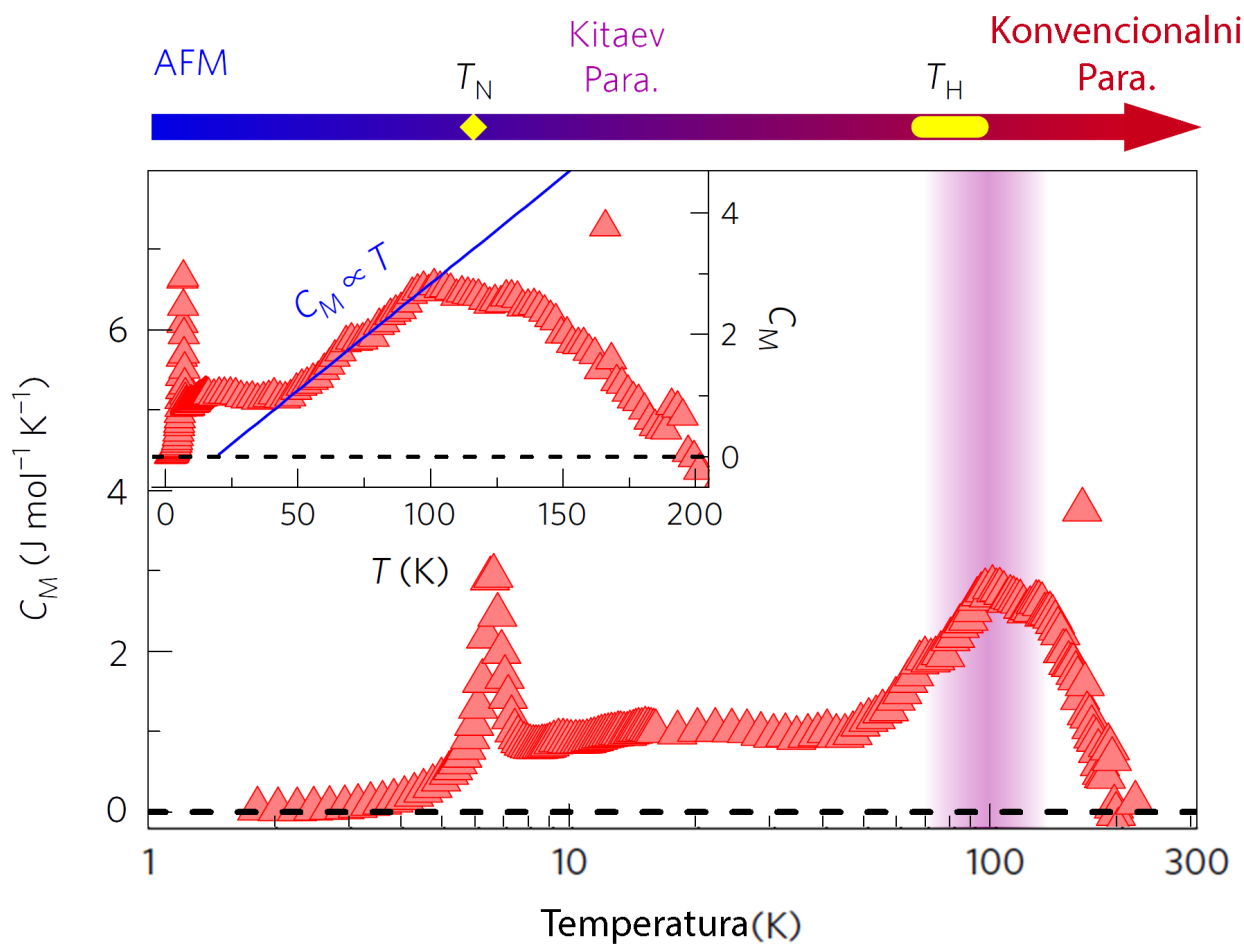 AFM
T_N
Kitaev
Para.
T_H
Konvencionalni
Para.
C_M ∝ T
4
2
0
C_M
0 50 100 150 200
T (K)
6
4
2
0
C_M (J mol⁻¹ K⁻¹)
1 10 100 300
Temperatura(K)